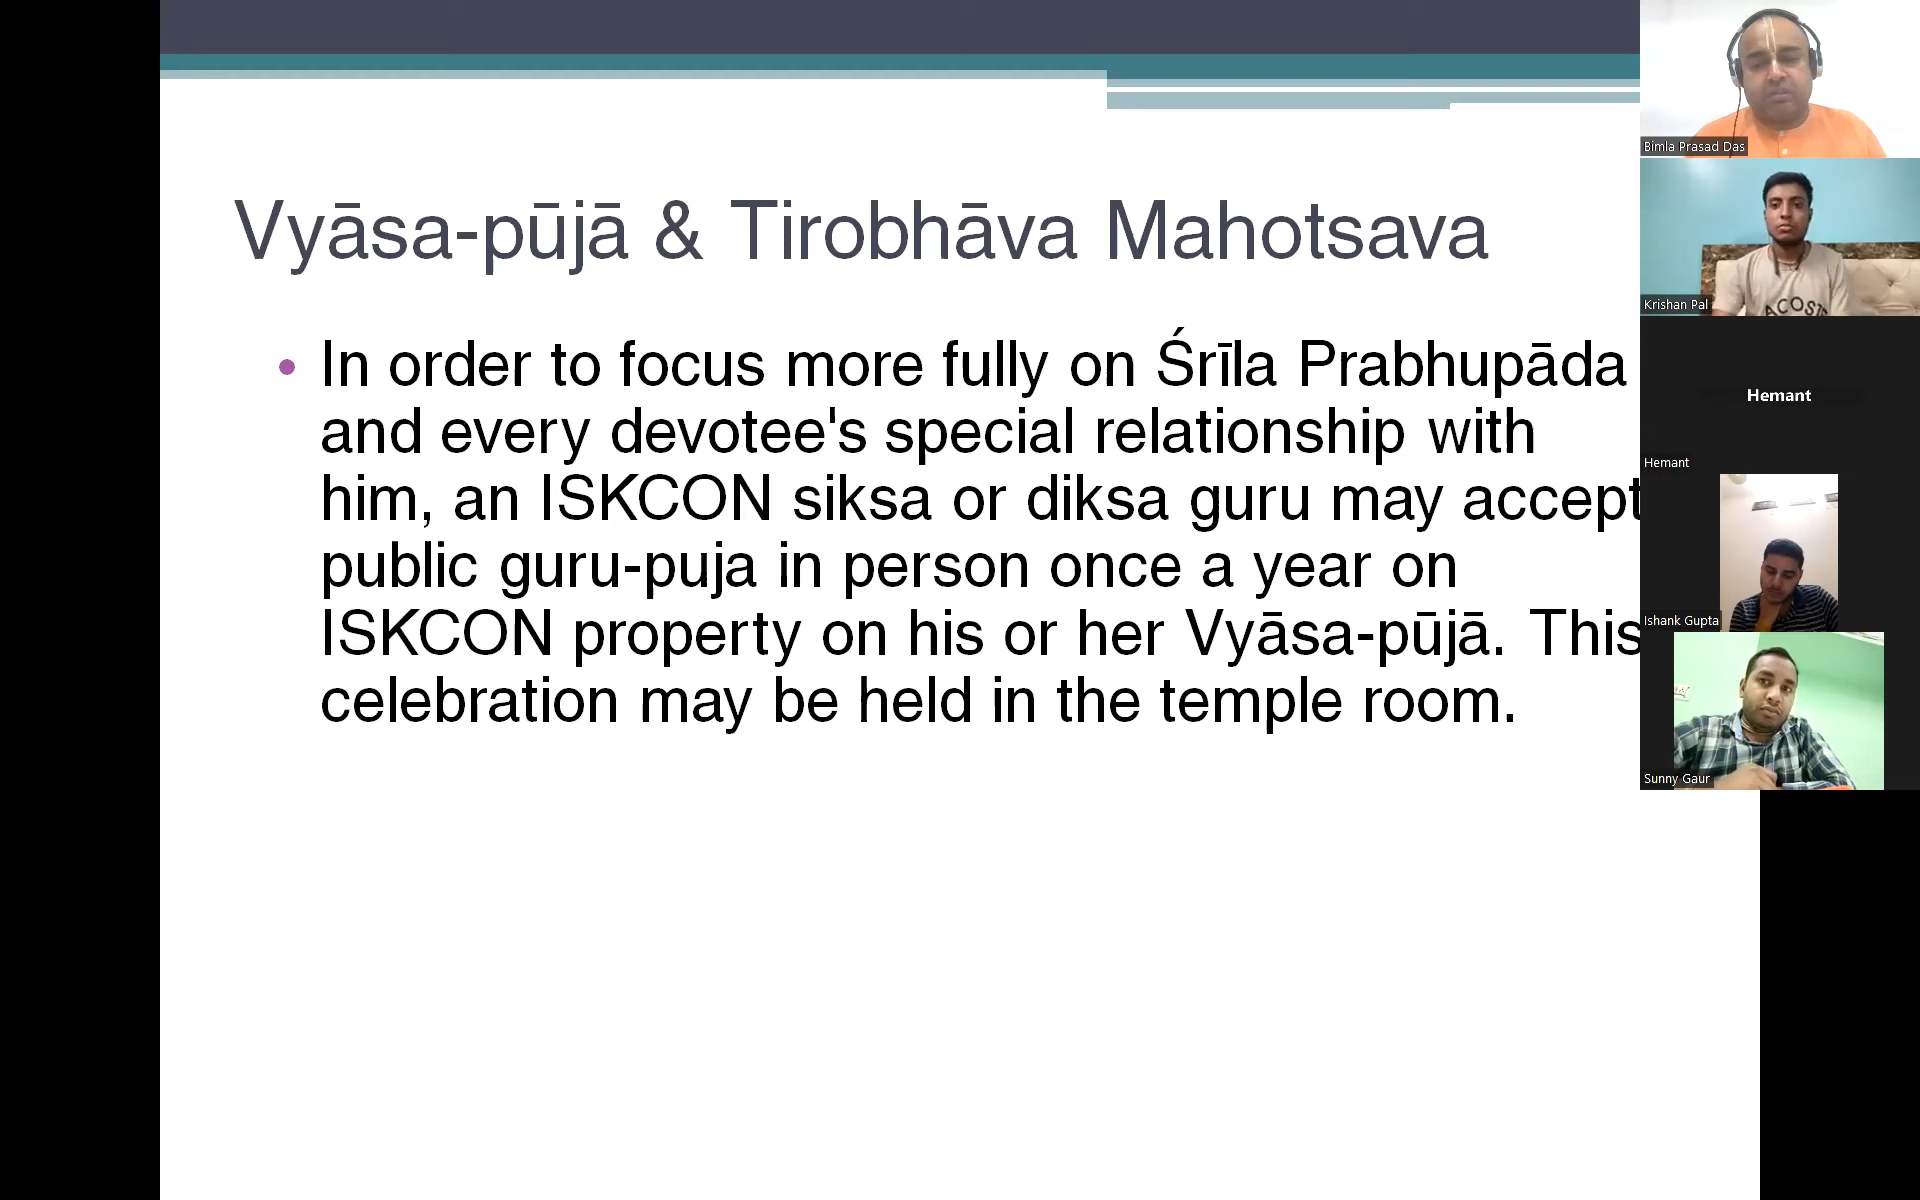 Vyāsa-pūjā & Tirobhāva Mahotsava
• In order to focus more fully on Śrīla Prabhupāda
and every devotee's special relationship with
him, an ISKCON siksa or diksa guru may accept
public guru-puja in person once a year on
ISKCON property on his or her Vyāsa-pūjā. This
celebration may be held in the temple room.
Bimla Prasad Das
Krishan Pal
Hemant
Hemant
Ishank Gupta
Sunny Gaur